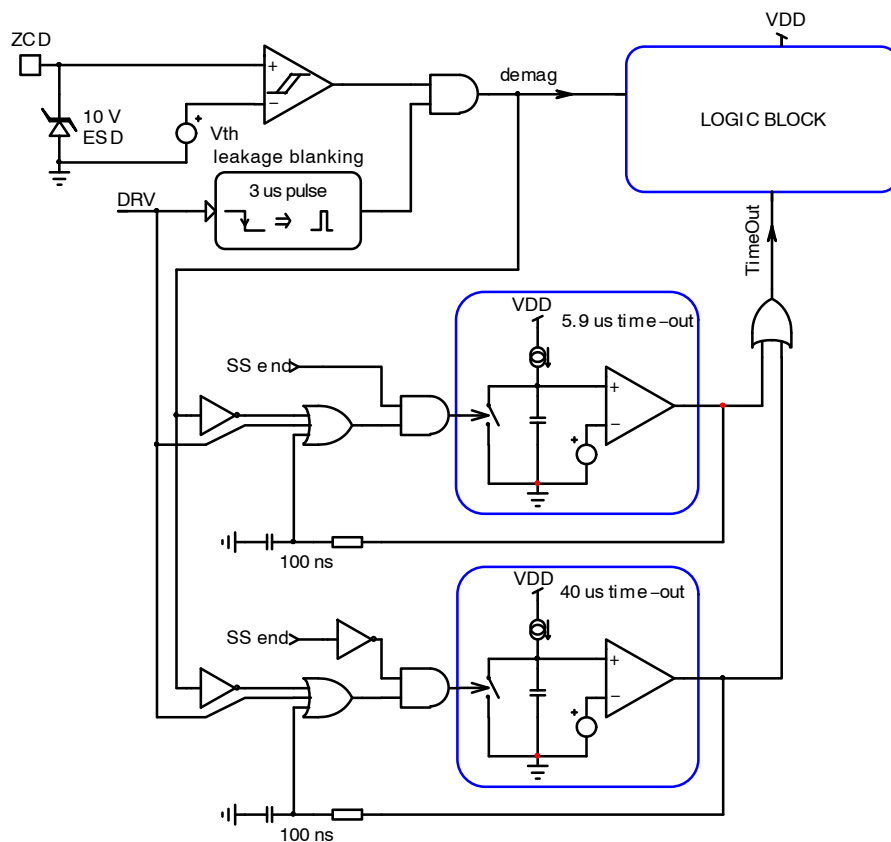 VDD
ZCD
+
−
10 V
ESD
+
Vth
demag
LOGIC BLOCK
leakage blanking
3 us pulse
⇒
DRV
TimeOut
VDD
5.9 us time−out
SS end
+
−
+
100 ns
VDD
40 us time−out
SS end
+
−
+
100 ns